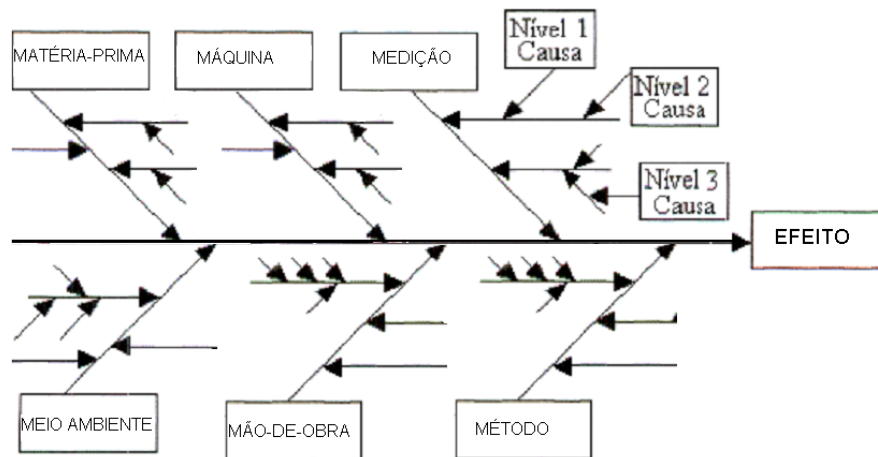 MATÉRIA-PRIMA
MÁQUINA
MEDIÇÃO
Nível 1
Causa
Nível 2
Causa
Nível 3
Causa
EFEITO
MEIO AMBIENTE
MÃO-DE-OBRA
MÉTODO